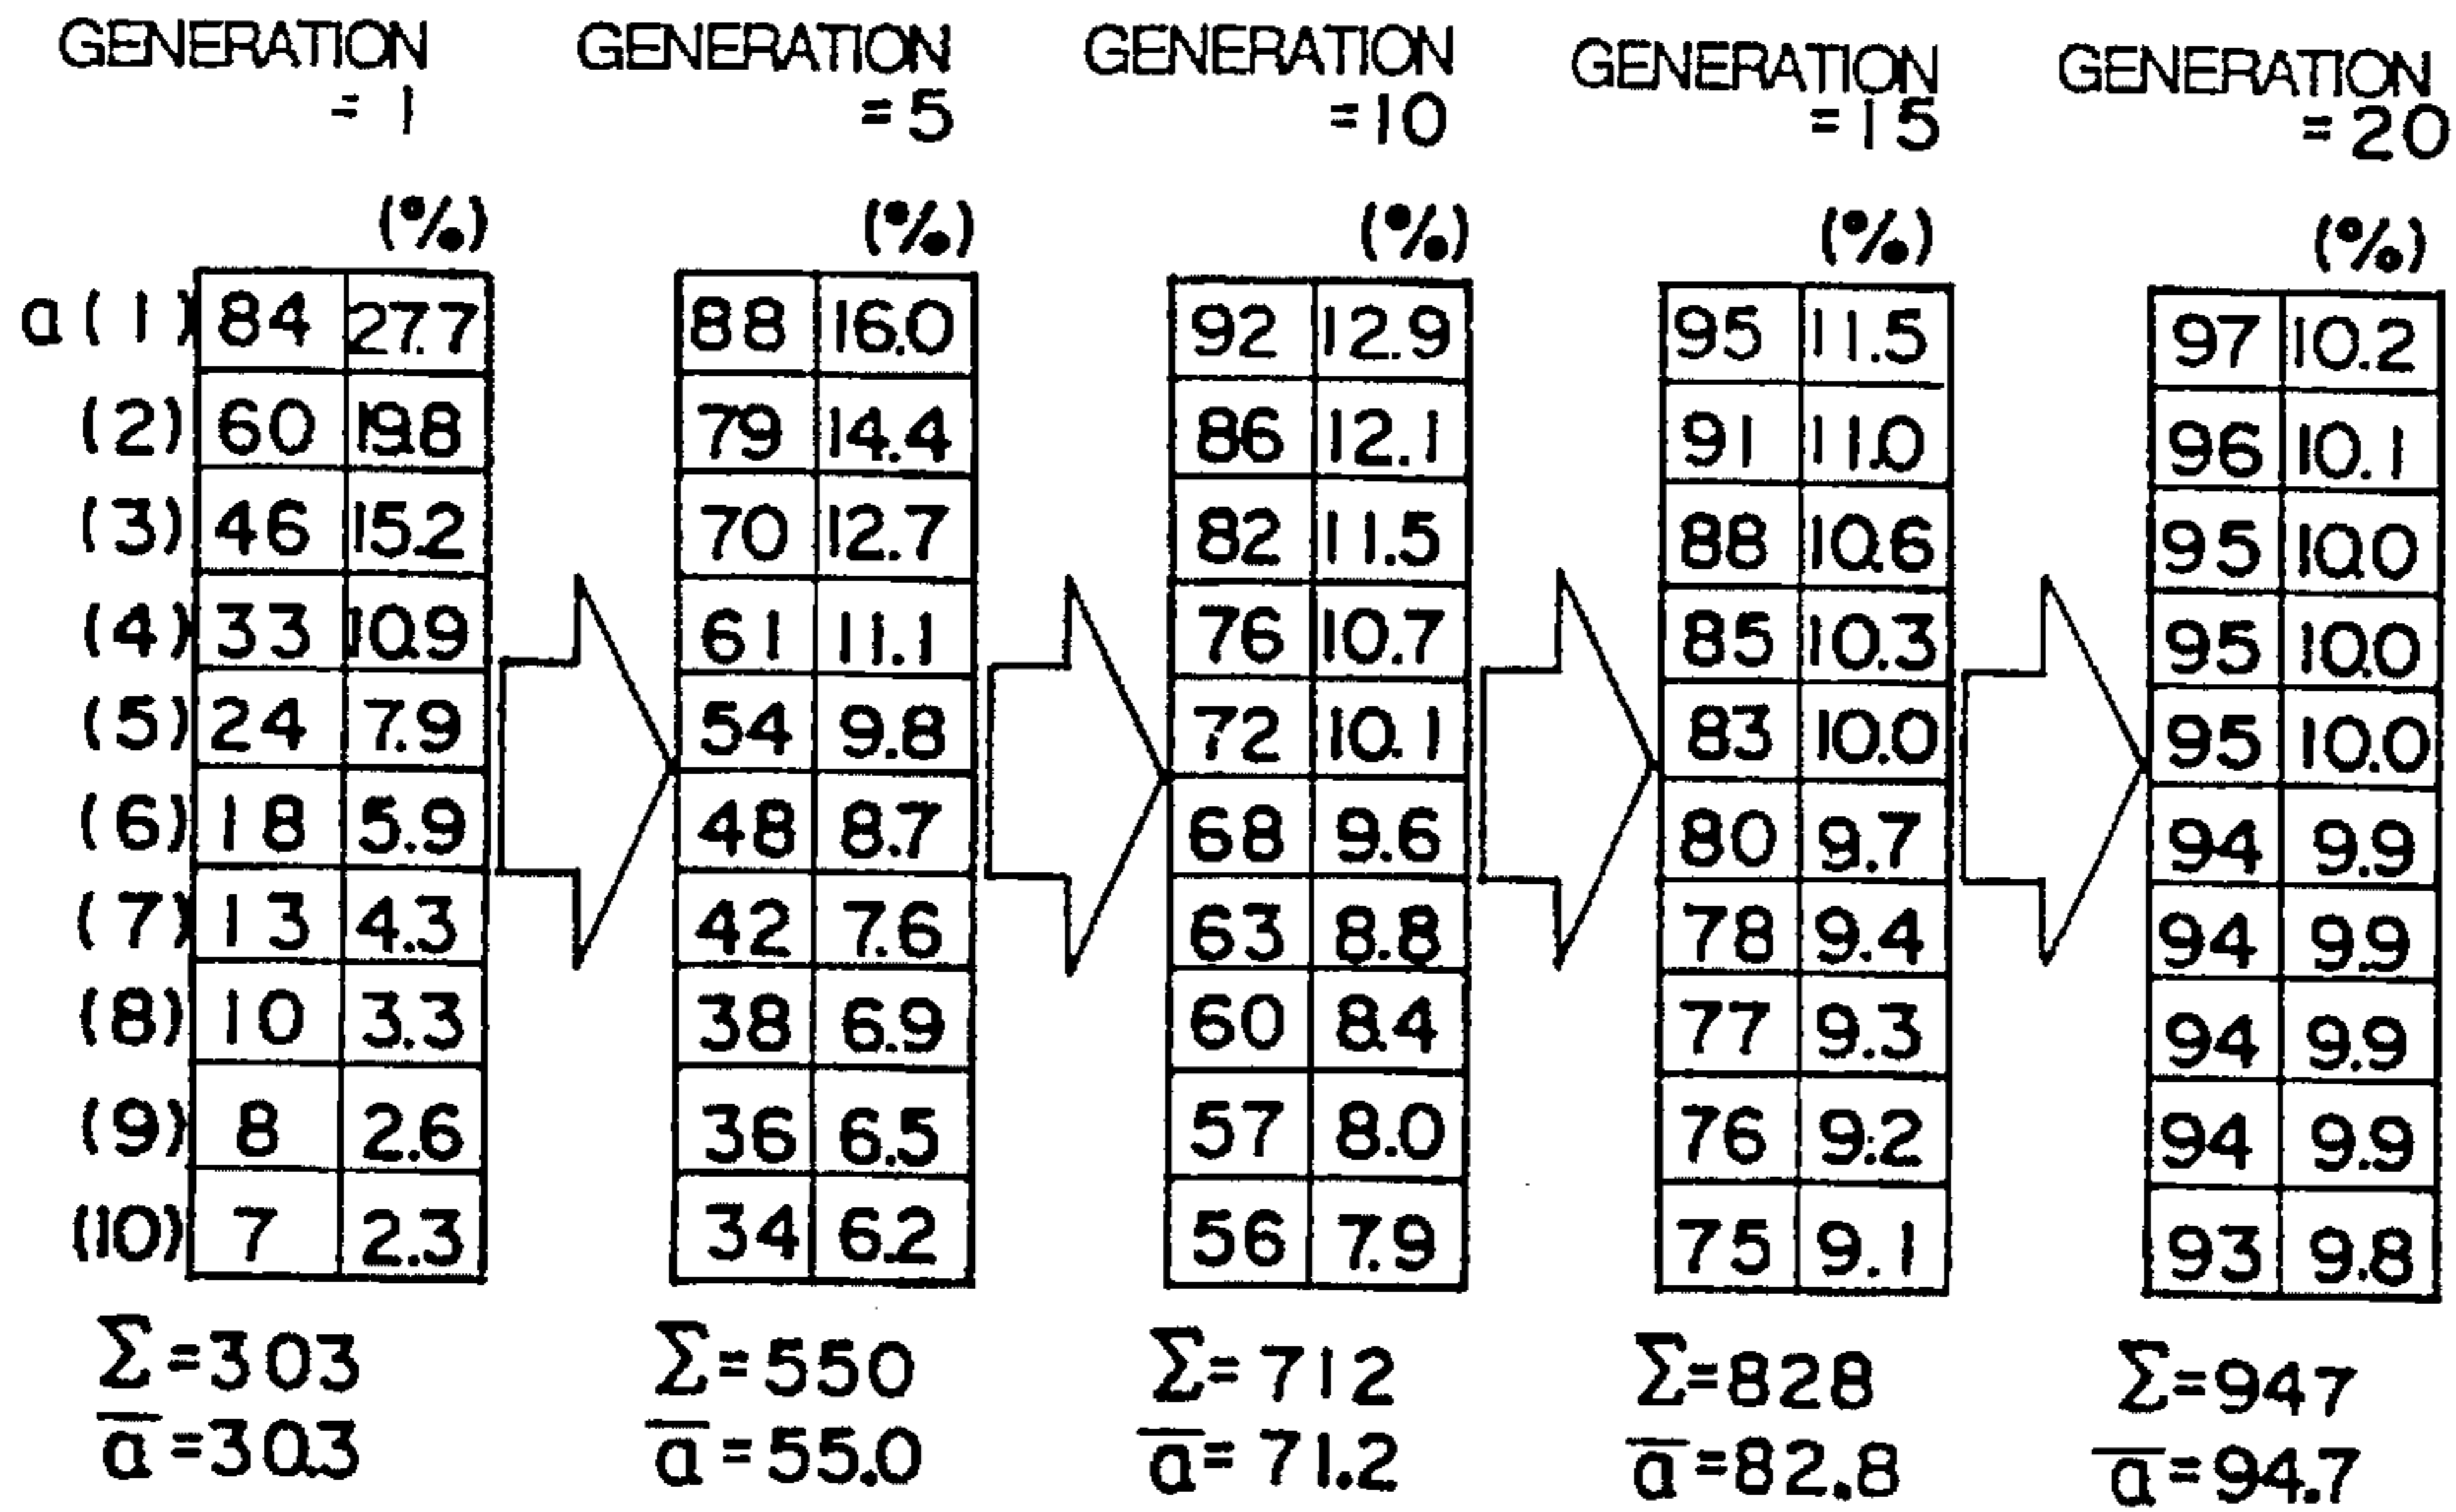 GENERATION GENERATION GENERATION GENERATION GENERATION
= 1 =5 =10 =15 =20
(%) (%) (%) (%) (%)
a(1) 84 27.7 88 16.0 92 12.9 95 11.5 97 10.2
(2) 60 19.8 79 14.4 86 12.1 91 11.0 96 10.1
(3) 46 15.2 70 12.7 82 11.5 88 10.6 95 10.0
(4) 33 10.9 61 11.1 76 10.7 85 10.3 95 10.0
(5) 24 7.9 54 9.8 72 10.1 83 10.0 95 10.0
(6) 18 5.9 48 8.7 68 9.6 80 9.7 94 9.9
(7) 13 4.3 42 7.6 63 8.8 78 9.4 94 9.9
(8) 10 3.3 38 6.9 60 8.4 77 9.3 94 9.9
(9) 8 2.6 36 6.5 57 8.0 76 9.2 94 9.9
(10) 7 2.3 34 6.2 56 7.9 75 9.1 93 9.8
Σ=303 Σ=550 Σ=712 Σ=828 Σ=947
a̅=30.3 a̅=55.0 a̅=71.2 a̅=82.8 a̅=94.7